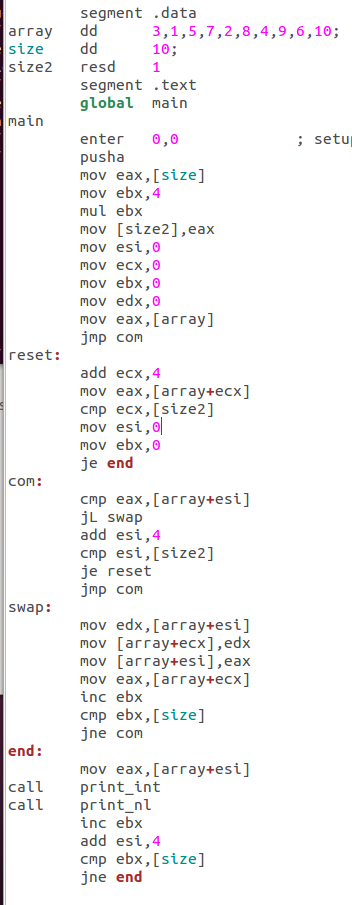 segment .data
array dd 3,1,5,7,2,8,4,9,6,10;
size dd 10;
size2 resd 1
segment .text
global main
main
enter 0,0 ; setup
pusha
mov eax,[size]
mov ebx,4
mul ebx
mov [size2],eax
mov esi,0
mov ecx,0
mov ebx,0
mov edx,0
mov eax,[array]
jmp com
reset:
add ecx,4
mov eax,[array+ecx]
cmp ecx,[size2]
mov esi,0
mov ebx,0
je end
com:
cmp eax,[array+esi]
jL swap
add esi,4
cmp esi,[size2]
je reset
jmp com
swap:
mov edx,[array+esi]
mov [array+ecx],edx
mov [array+esi],eax
mov eax,[array+ecx]
inc ebx
cmp ebx,[size]
jne com
end:
mov eax,[array+esi]
call print_int
call print_nl
inc ebx
add esi,4
cmp ebx,[size]
jne end